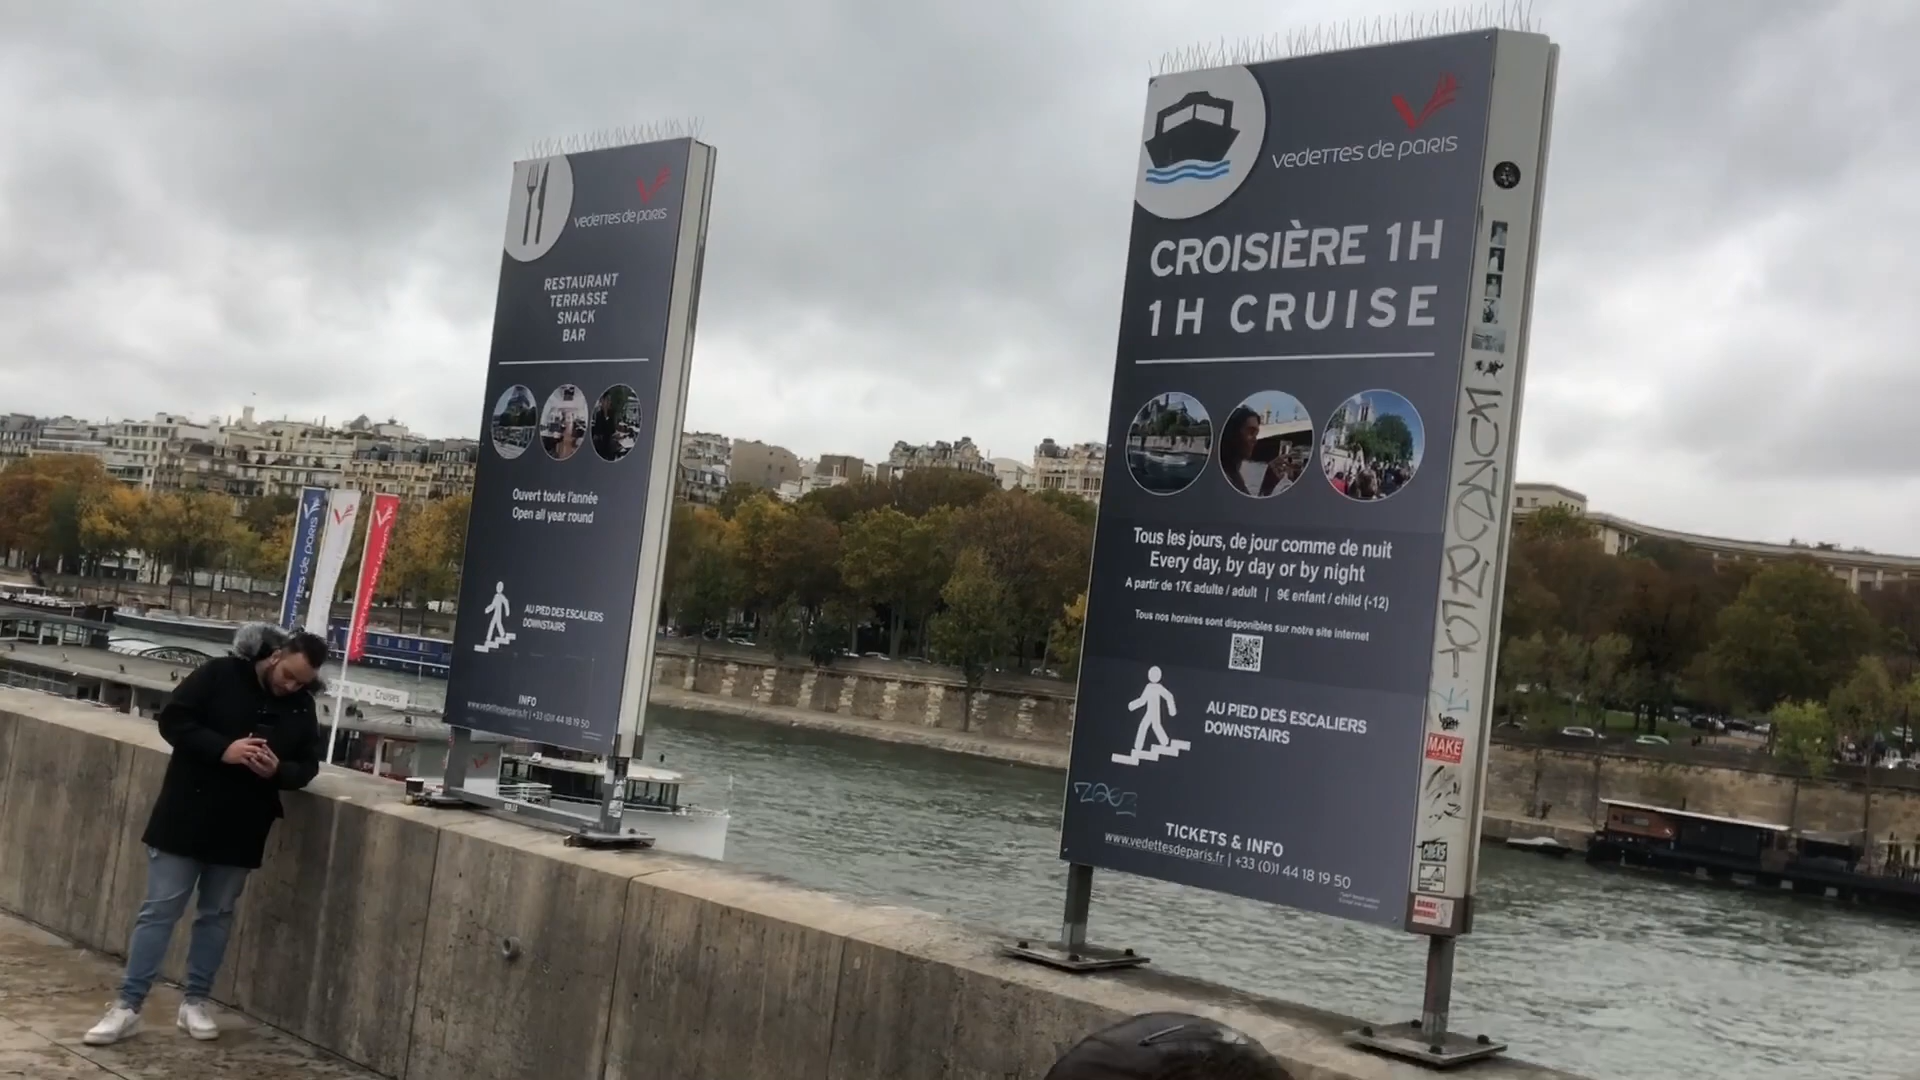 vedettes de paris
RESTAURANT
TERRASSE
SNACK
BAR
Ouvert toute l'année
Open all year round
AU PIED DES ESCALIERS
DOWNSTAIRS
INFO
www.vedettesdeparis.fr | +33 (0)1 44 18 19 50
vedettes de paris
CROISIÈRE 1H
1H CRUISE
Tous les jours, de jour comme de nuit
Every day, by day or by night
A partir de 17€ adulte / adult | 9€ enfant / child (-12)
Tous nos horaires sont disponibles sur notre site internet
AU PIED DES ESCALIERS
DOWNSTAIRS
TICKETS & INFO
www.vedettesdeparis.fr | +33 (0)1 44 18 19 50
MAKE
vedettes de paris
Cruises